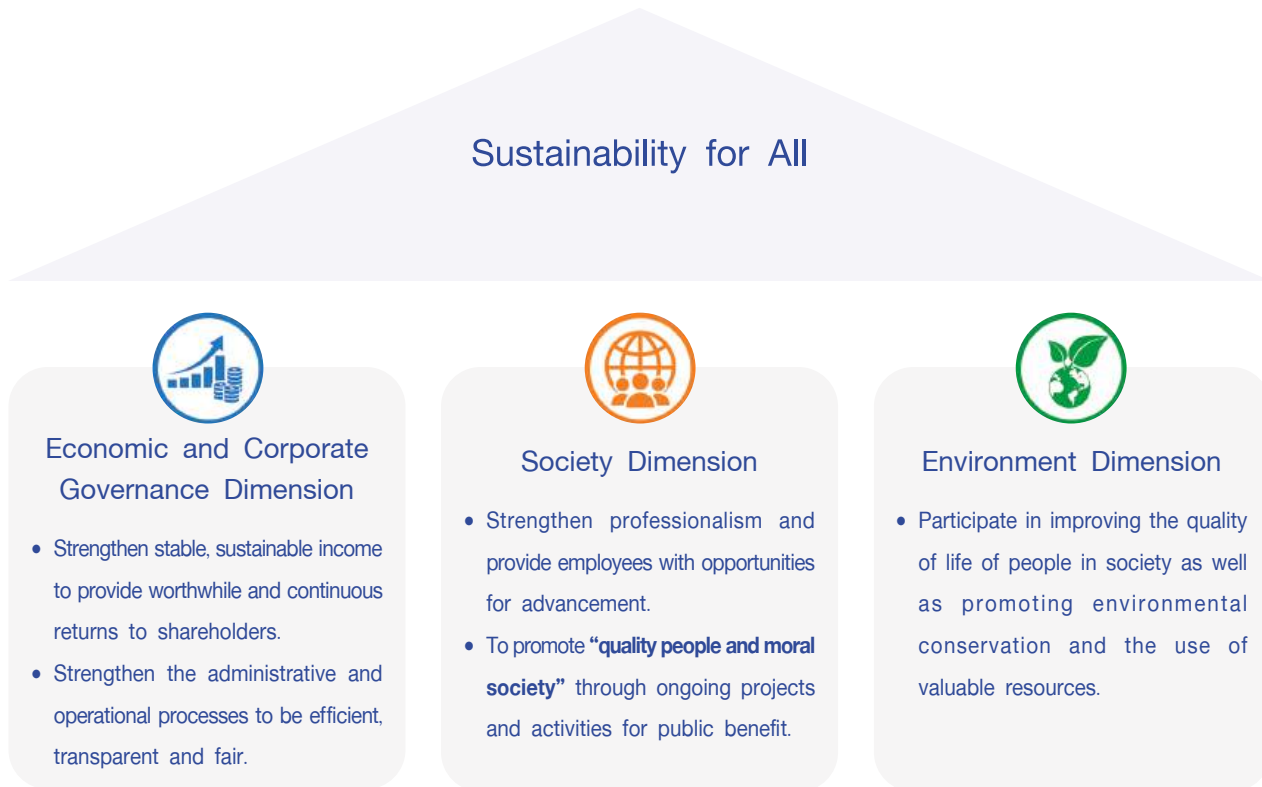 Sustainability for All
Economic and Corporate
Governance Dimension
• Strengthen stable, sustainable income
to provide worthwhile and continuous
returns to shareholders.
• Strengthen the administrative and
operational processes to be efficient,
transparent and fair.
Society Dimension
• Strengthen professionalism and
provide employees with opportunities
for advancement.
• To promote “quality people and moral
society” through ongoing projects
and activities for public benefit.
Environment Dimension
• Participate in improving the quality
of life of people in society as well
as promoting environmental
conservation and the use of
valuable resources.